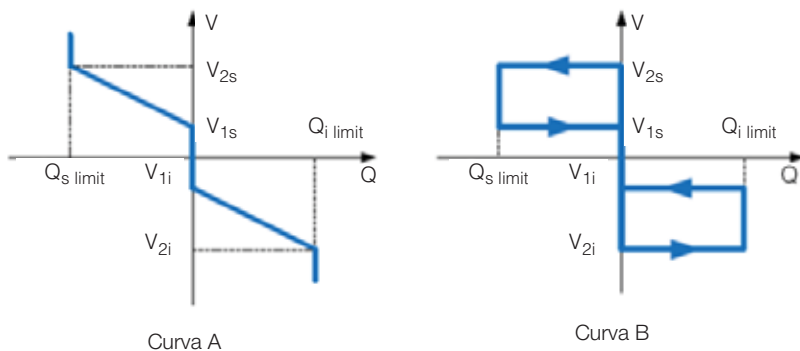 V
V2s
V1s
Qi limit
Qs limit
V1i
Q
V2i
Curva A
V
V2s
V1s
Qi limit
Qs limit
V1i
Q
V2i
Curva B